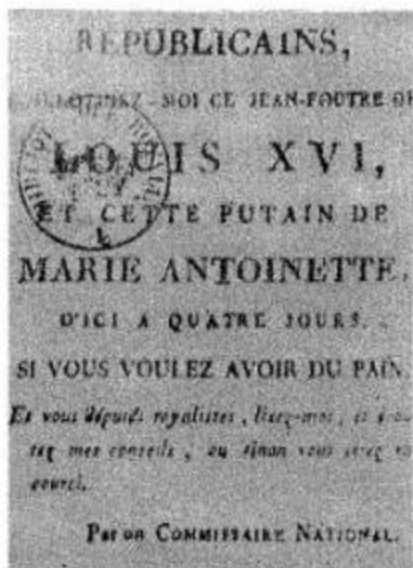 REPUBLICAINS,
MOI CE JEAN-FOUTRE DE
LOUIS XVI,
ET CETTE PUTAIN DE
MARIE ANTOINETTE,
D'ICI A QUATRE JOURS,
SI VOUS VOULEZ AVOIR DU PAIN.
Et vous députés royalistes, lisez-moi, et
mes conseils, ou sinon vous serez
Par un COMMISSAIRE NATIONAL.